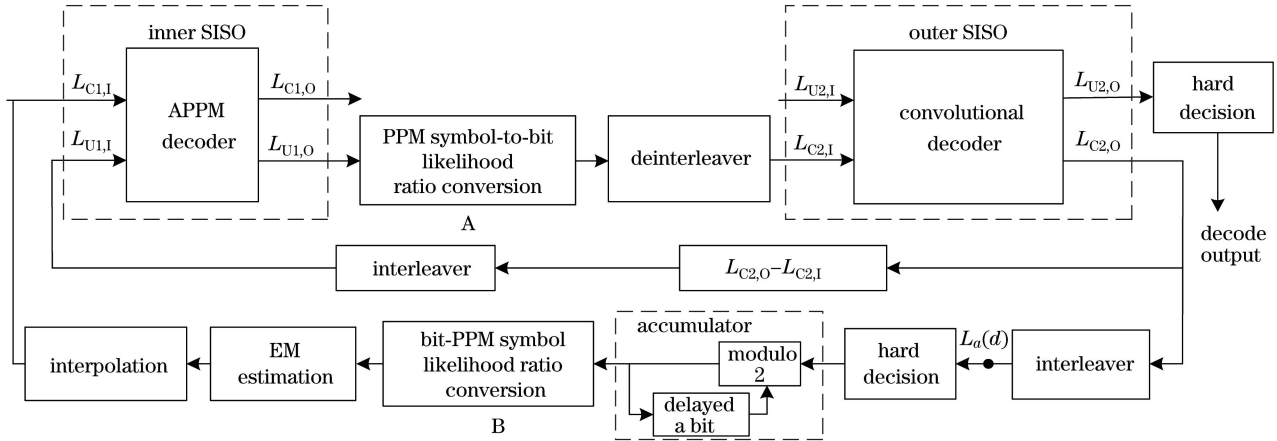 inner SISO
L_C1,I
L_C1,O
APPM
decoder
L_U1,I
L_U1,O
PPM symbol-to-bit
likelihood
ratio conversion
A
deinterleaver
outer SISO
L_U2,I
L_U2,O
convolutional
decoder
L_C2,I
L_C2,O
hard
decision
decode
output
interleaver
L_C2,O–L_C2,I
interpolation
EM
estimation
bit-PPM symbol
likelihood ratio
conversion
B
accumulator
modulo
2
delayed
a bit
hard
decision
L_a(d)
interleaver